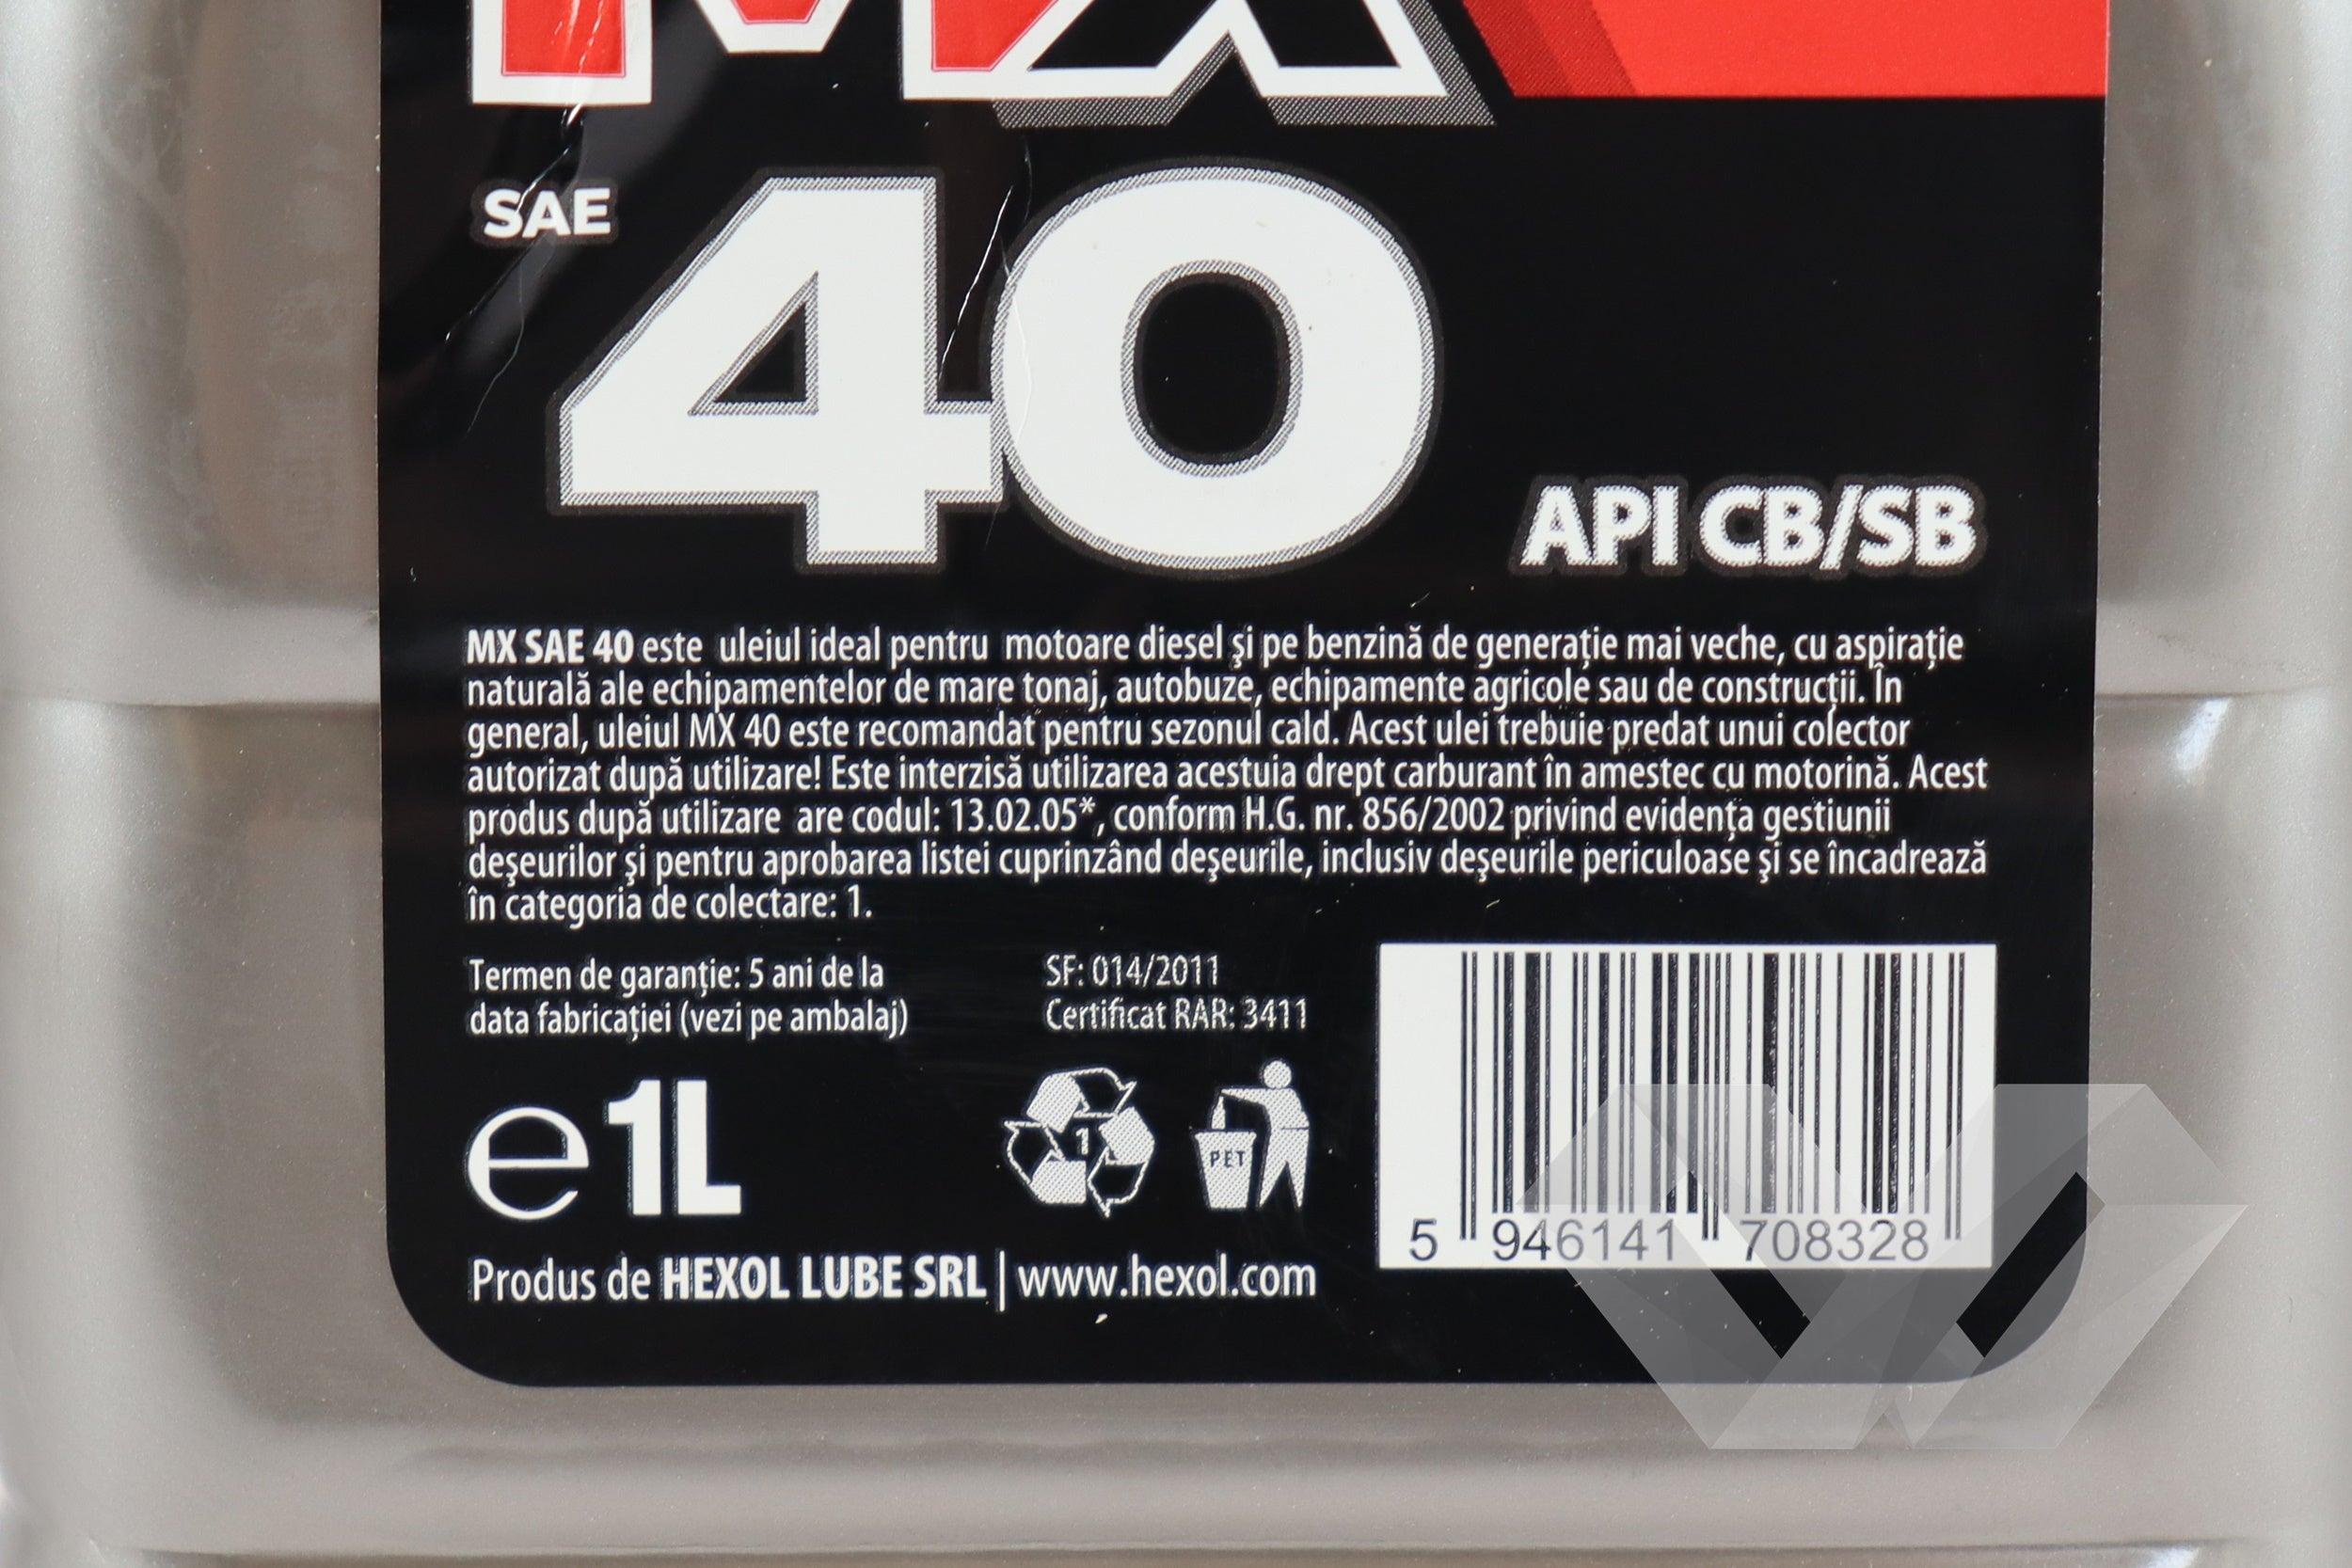 MX
SAE
40
API CB/SB
MX SAE 40 este uleiul ideal pentru motoare diesel şi pe benzină de generaţie mai veche, cu aspiraţie
naturală ale echipamentelor de mare tonaj, autobuze, echipamente agricole sau de construcţii. În
general, uleiul MX 40 este recomandat pentru sezonul cald. Acest ulei trebuie predat unui colector
autorizat după utilizare! Este interzisă utilizarea acestuia drept carburant în amestec cu motorină. Acest
produs după utilizare are codul: 13.02.05*, conform H.G. nr. 856/2002 privind evidenţa gestiunii
deşeurilor şi pentru aprobarea listei cuprinzând deşeurile, inclusiv deşeurile periculoase şi se încadrează
în categoria de colectare: 1.
Termen de garanţie: 5 ani de la
data fabricaţiei (vezi pe ambalaj)
SF: 014/2011
Certificat RAR: 3411
e 1L
1
PET
5 946141 708328
Produs de HEXOL LUBE SRL | www.hexol.com